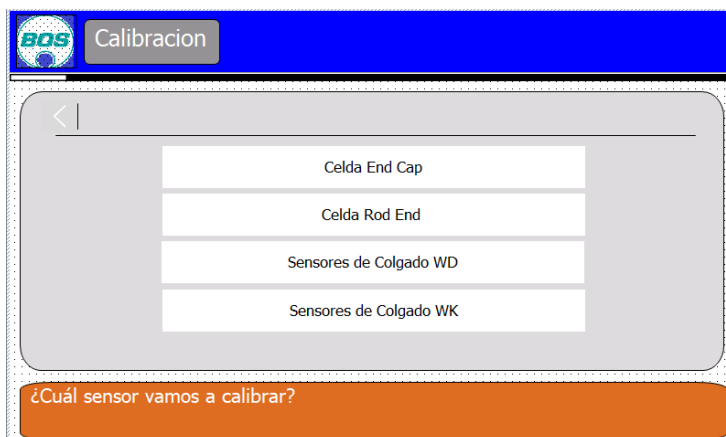 BOS
Calibracion
Celda End Cap
Celda Rod End
Sensores de Colgado WD
Sensores de Colgado WK
¿Cuál sensor vamos a calibrar?